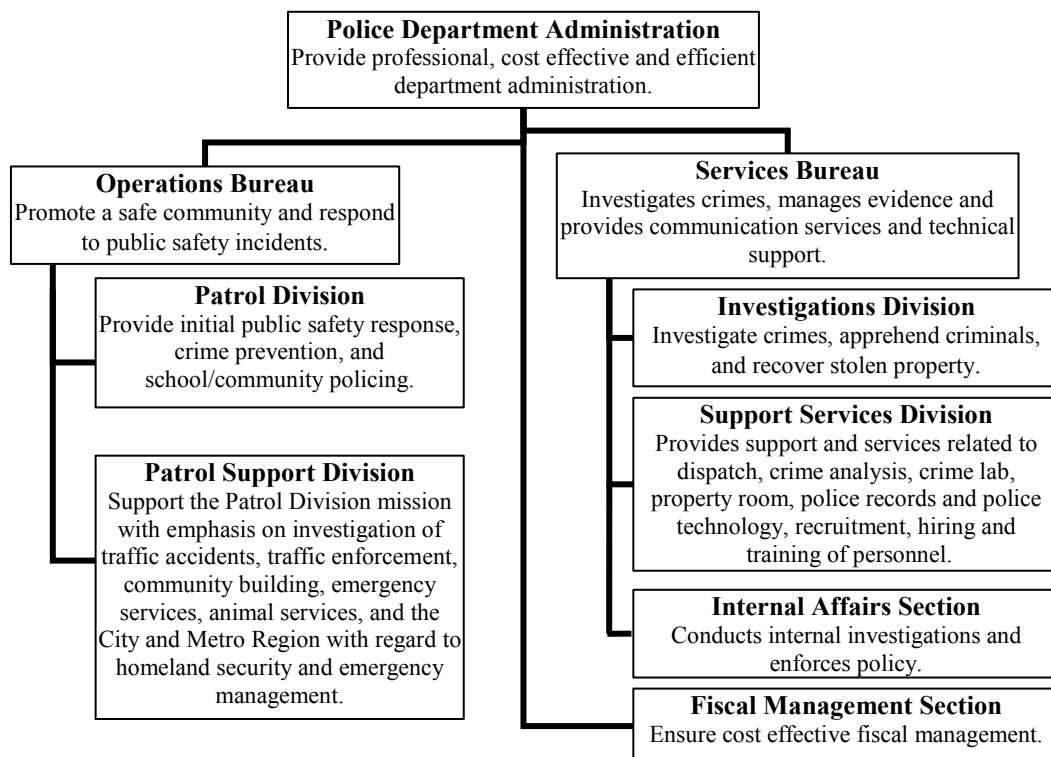 Police Department Administration
Provide professional, cost effective and efficient
department administration.
Operations Bureau
Promote a safe community and respond
to public safety incidents.
Patrol Division
Provide initial public safety response,
crime prevention, and
school/community policing.
Patrol Support Division
Support the Patrol Division mission
with emphasis on investigation of
traffic accidents, traffic enforcement,
community building, emergency
services, animal services, and the
City and Metro Region with regard to
homeland security and emergency
management.
Services Bureau
Investigates crimes, manages evidence and
provides communication services and technical
support.
Investigations Division
Investigate crimes, apprehend criminals,
and recover stolen property.
Support Services Division
Provides support and services related to
dispatch, crime analysis, crime lab,
property room, police records and police
technology, recruitment, hiring and
training of personnel.
Internal Affairs Section
Conducts internal investigations and
enforces policy.
Fiscal Management Section
Ensure cost effective fiscal management.